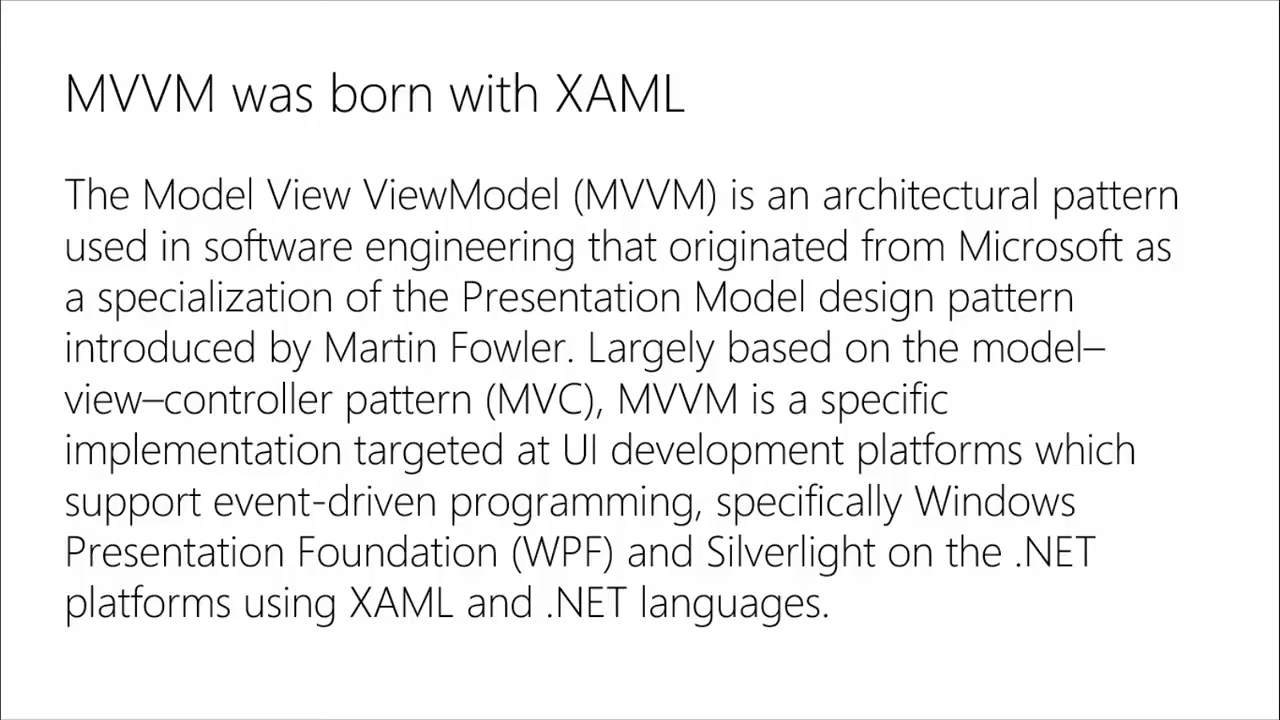 MVVM was born with XAML
The Model View ViewModel (MVVM) is an architectural pattern
used in software engineering that originated from Microsoft as
a specialization of the Presentation Model design pattern
introduced by Martin Fowler. Largely based on the model–
view–controller pattern (MVC), MVVM is a specific
implementation targeted at UI development platforms which
support event-driven programming, specifically Windows
Presentation Foundation (WPF) and Silverlight on the .NET
platforms using XAML and .NET languages.